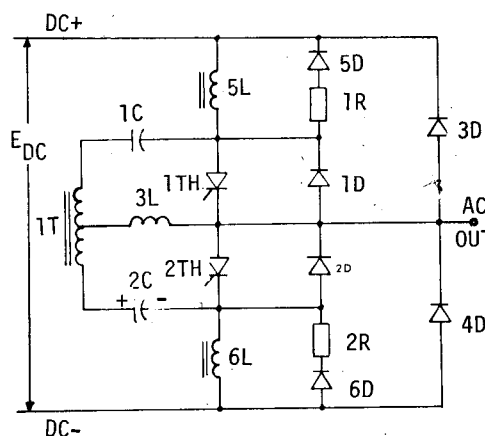 DC+
5D
5L
1R
1C
3D
E DC
1TH
1D
3L
AC
1T
OUT
2TH
2D
2C
+ -
4D
2R
6L
6D
DC-